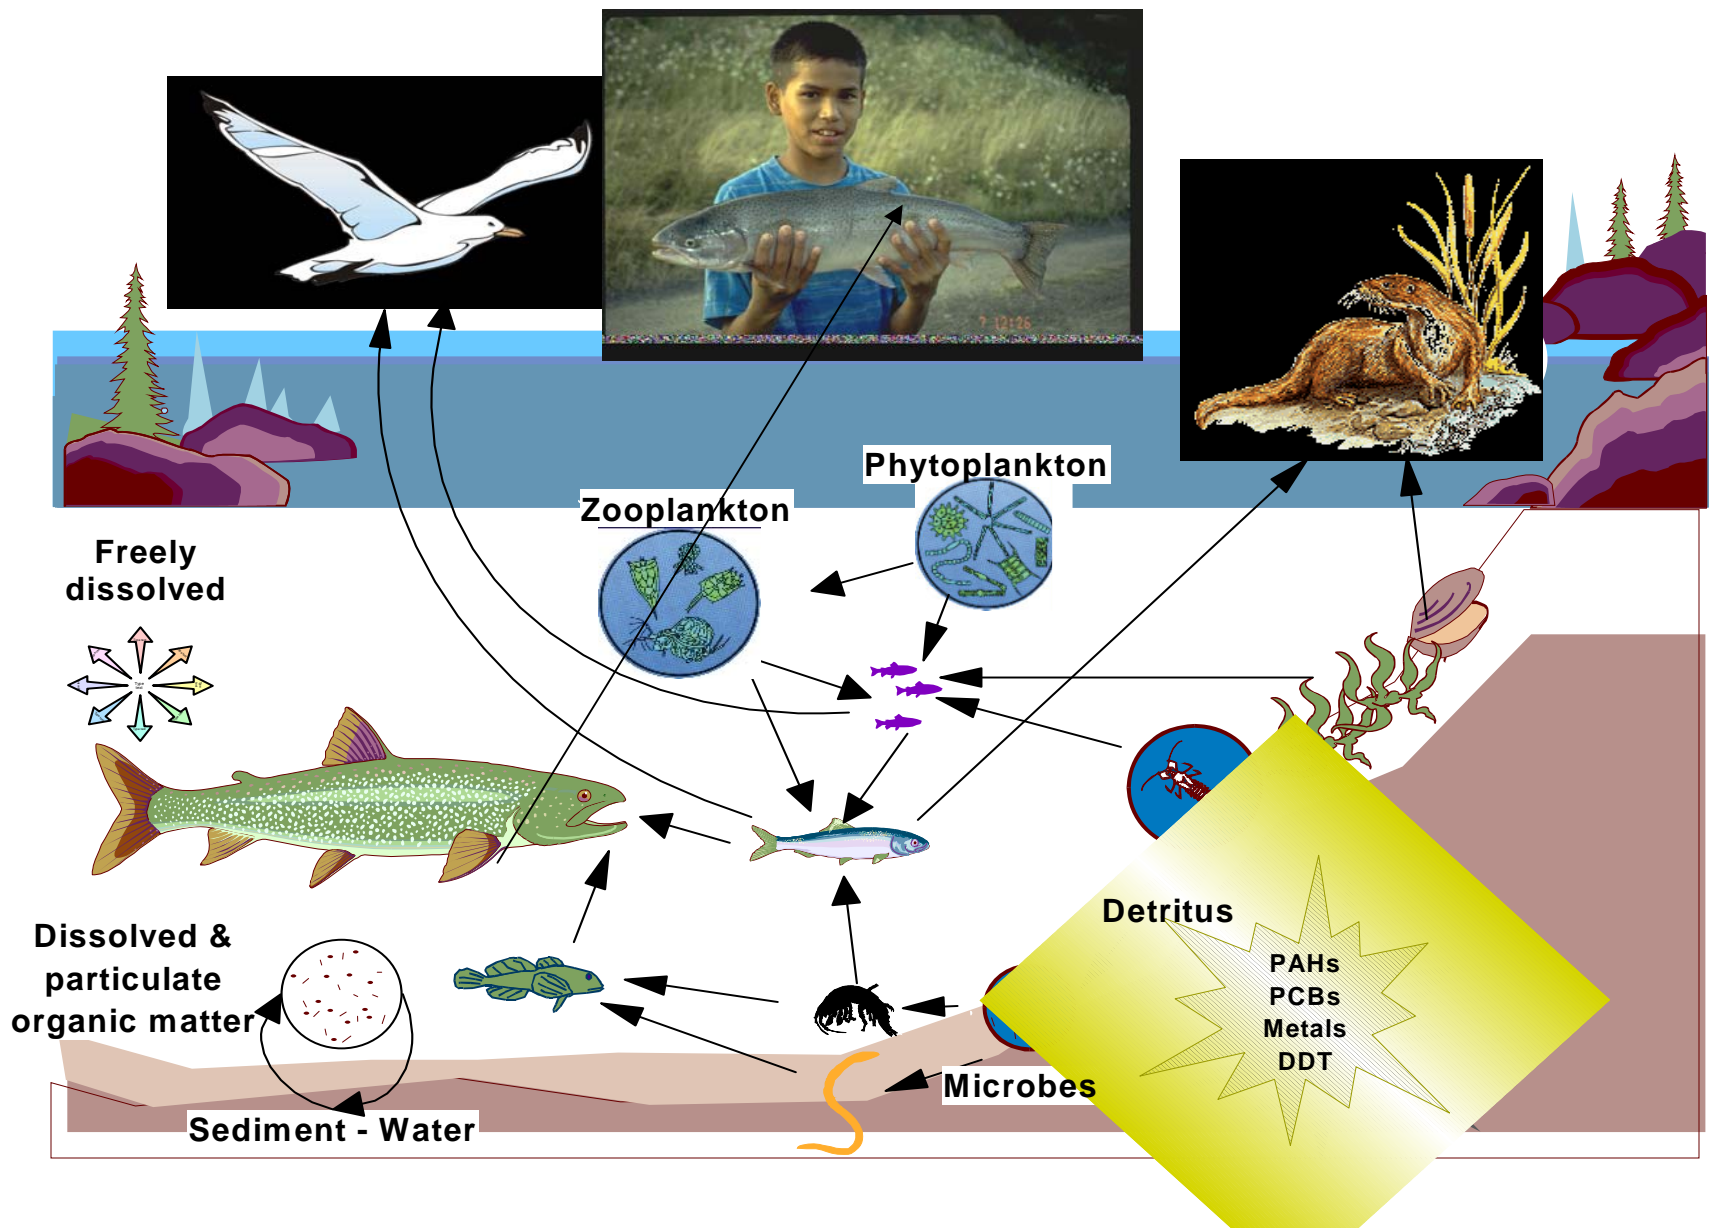 Phytoplankton
Zooplankton
Freely
dissolved
Detritus
Dissolved &
particulate
organic matter
PAHs
PCBs
Metals
DDT
Microbes
Sediment - Water